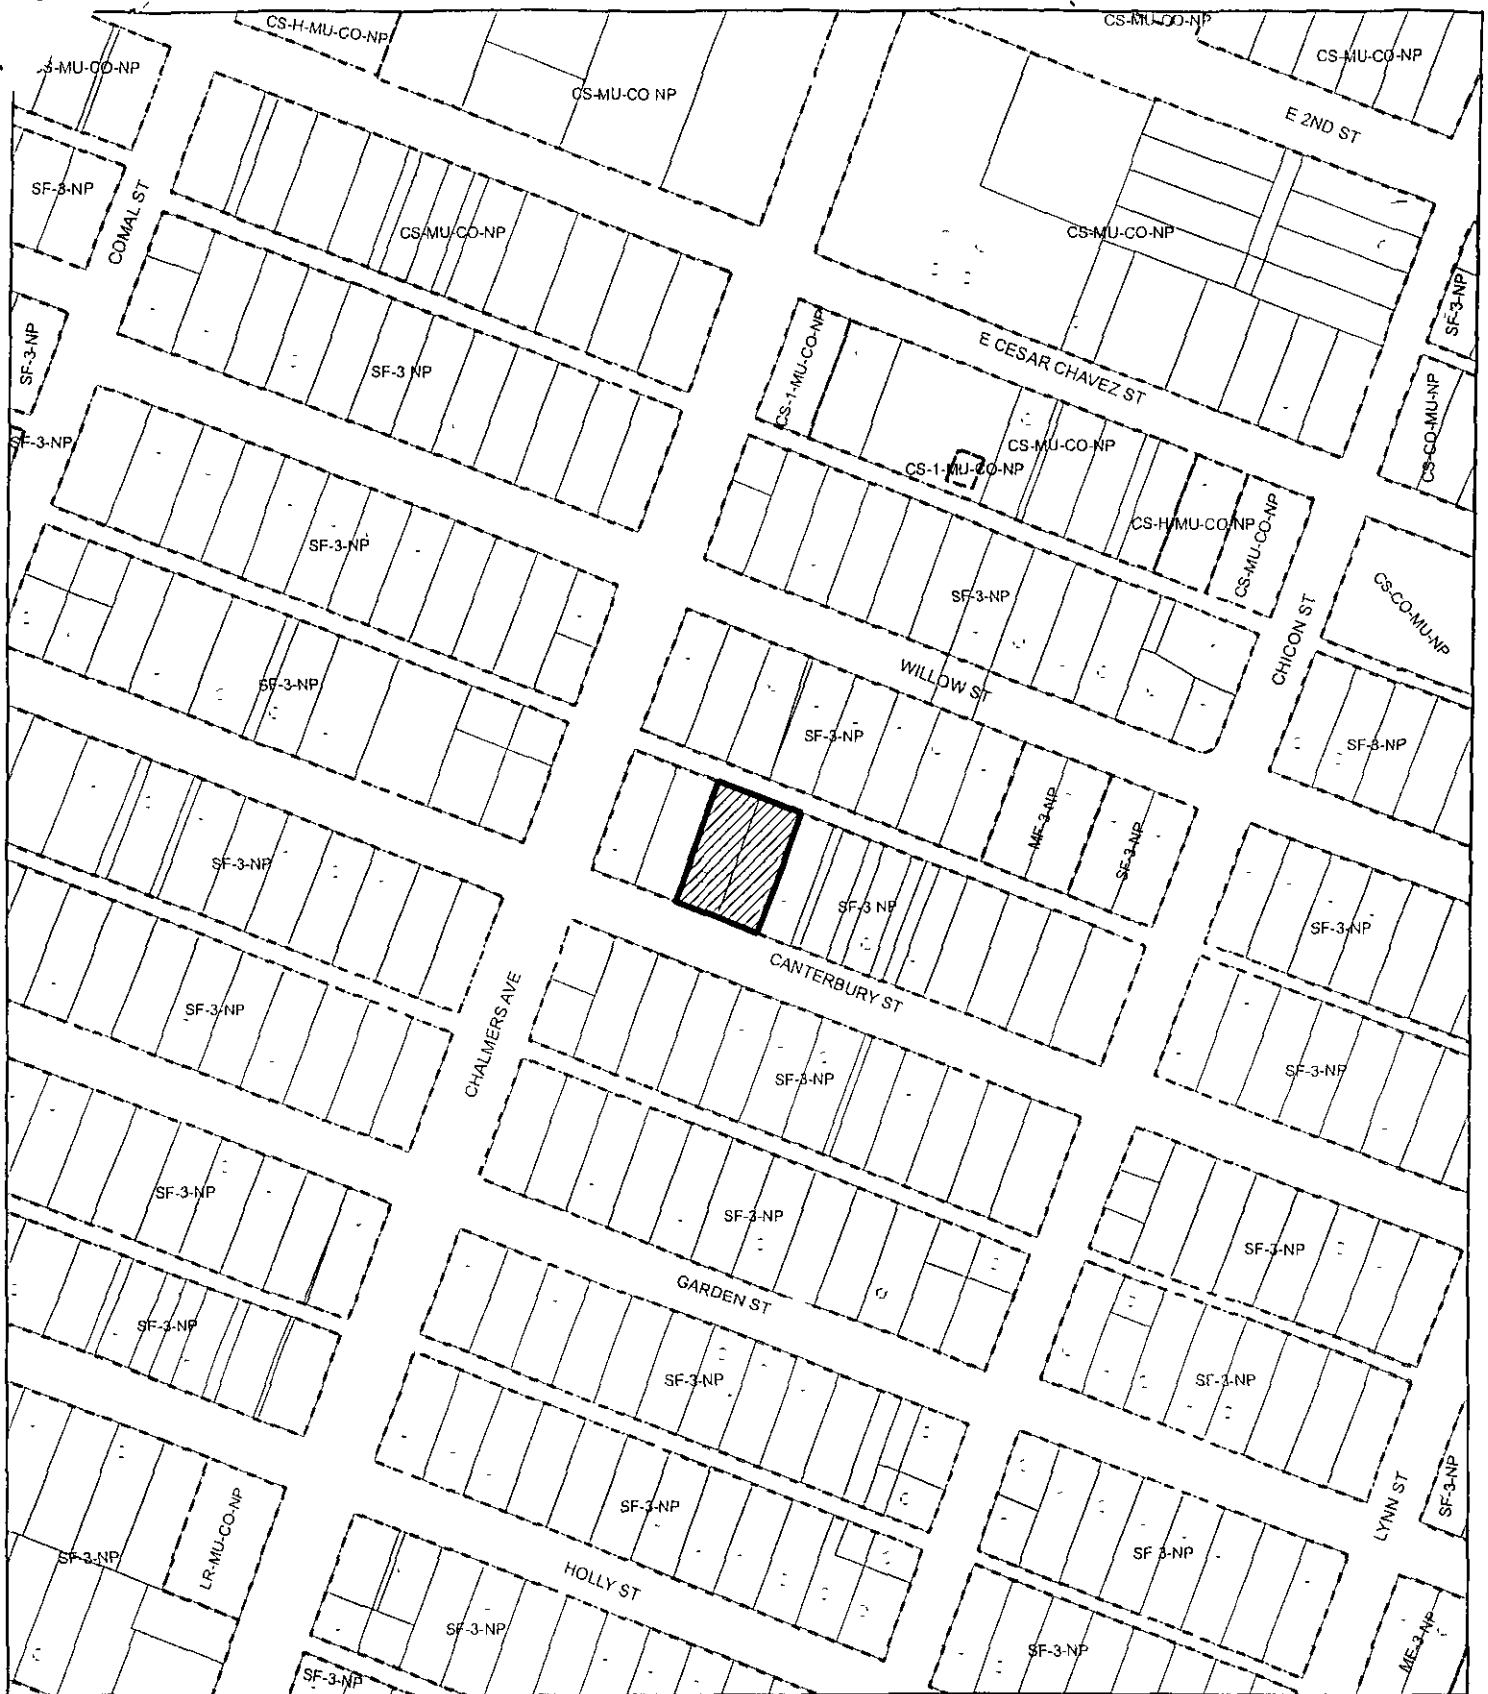 CS-H-MU-CO-NP
CS-MU-CO-NP
S-MU-CO-NP
CS-MU-CO-NP
CS-MU-CO NP
E 2ND ST
SF-3-NP
COMAL ST
CS-MU-CO-NP
CS-MU-CO-NP
SF-3-NP
SF-3-NP
CS-1-MU-CO-NP
E CESAR CHAVEZ ST
SF-3 NP
CS-CO-MU-NP
SF-3-NP
CS-MU-CO-NP
CS-1-MU-CO-NP
CS-H-MU-CO-NP
CS-MU-CO-NP
SF-3-NP
SF-3-NP
CS-CO-MU-NP
CHICON ST
SF-3-NP
WILLOW ST
SF-3-NP
SF-3-NP
MF-3-NP
SF-3-NP
SF-3-NP
SF-3 NP
SF-3-NP
CANTERBURY ST
SF-3-NP
CHALMERS AVE
SF-3-NP
SF-3-NP
SF-3-NP
SF-3-NP
SF-3-NP
GARDEN ST
SF-3-NP
SF-3-NP
SF-3-NP
LYNN ST
SF-3-NP
SF-3-NP
LR-MU-CO-NP
SF-3-NP
SF 3-NP
HOLLY ST
SF-3-NP
SF-3-NP
MF-3-NP
SF-3-NP